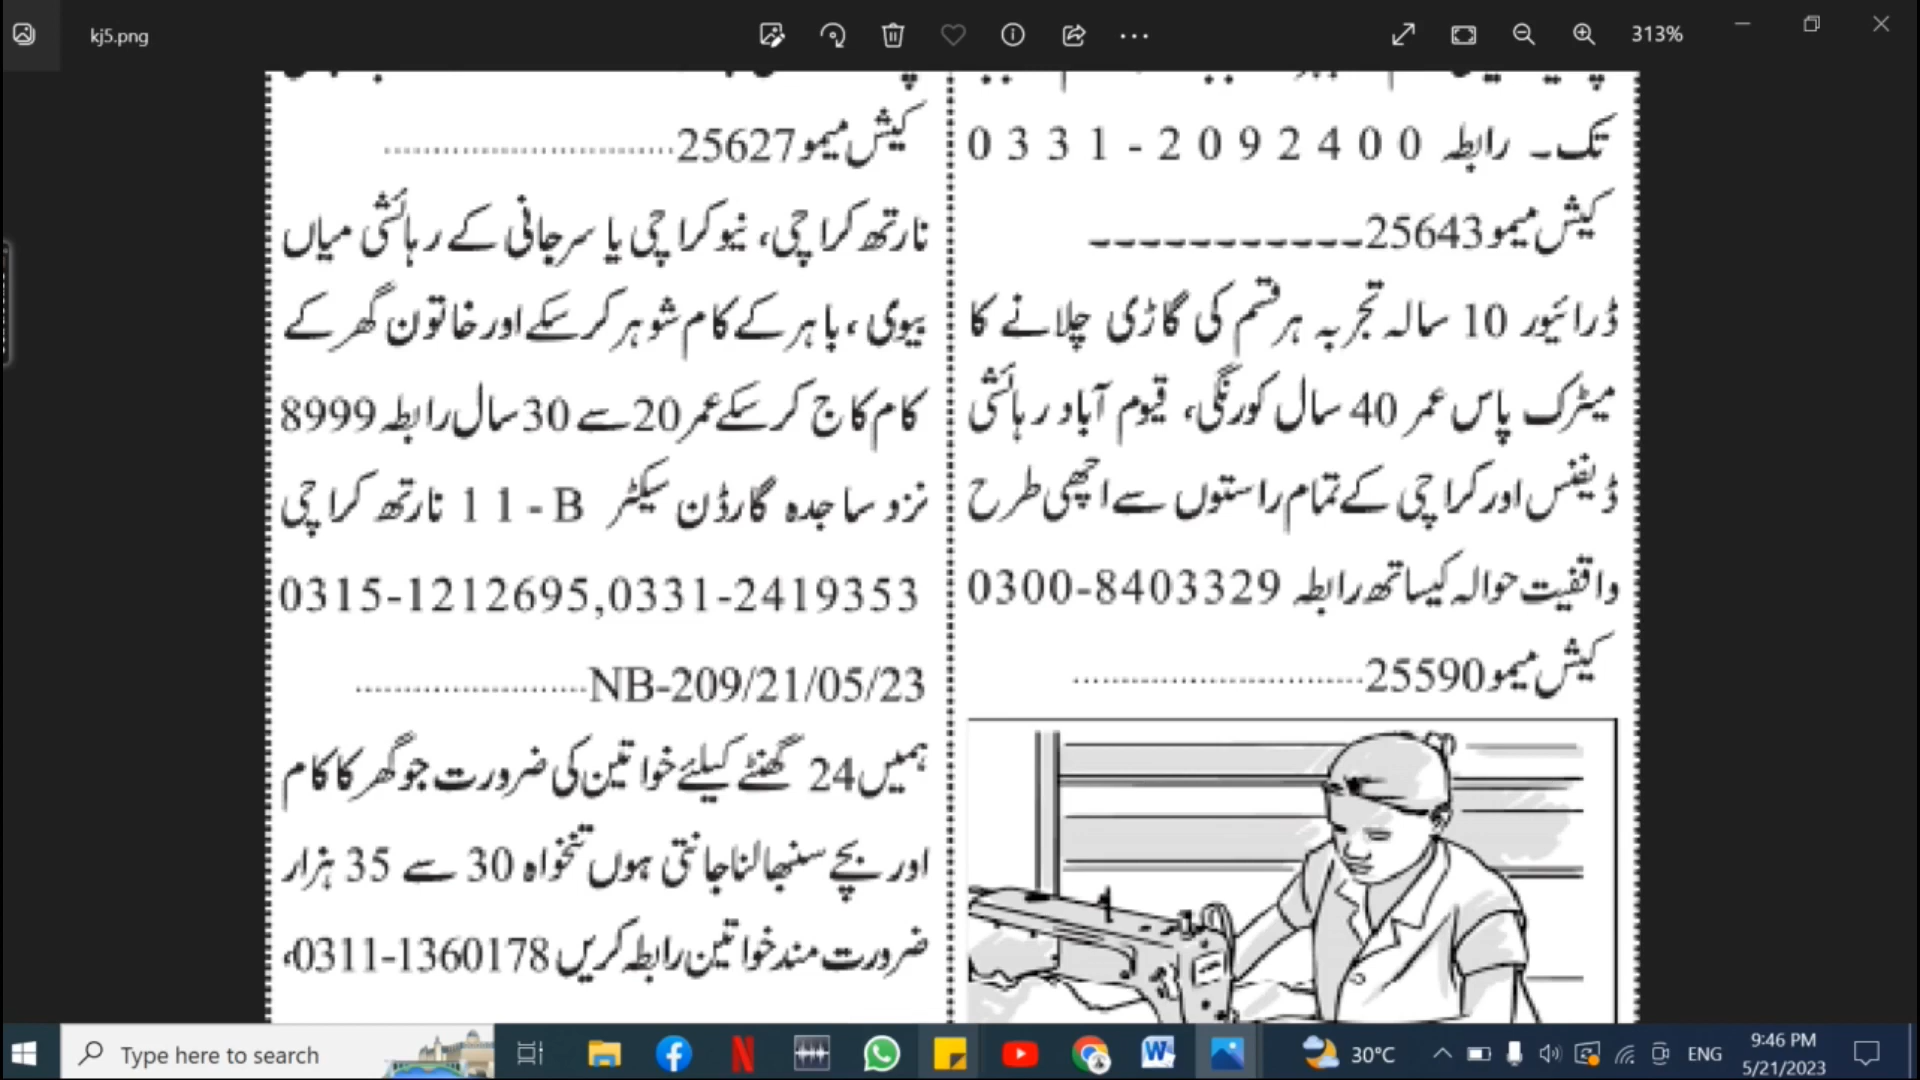 kj5.png
313%
تک۔ رابطہ 0331-2092400
کیش میمو25643-----------
ڈرائیور 10 سالہ تجربہ ہر قسم کی گاڑی چلانے کا
میٹرک پاس عمر 40 سال کورنگی، قیوم آباد رہائشی
ڈیفنس اور کراچی کے تمام راستوں سے اچھی طرح
واقفیت حوالہ کیساتھ رابطہ 0300-8403329
کیش میمو25590........................
کیش میمو25627........................
نارتھ کراچی، نیو کراچی یا سرجانی کے رہائشی میاں
بیوی ، باہر کے کام شوہر کرسکے اور خاتون گھر کے
کام کاج کرسکے عمر 20 سے 30 سال رابطہ 8999
نزد ساجدہ گارڈن سیکٹر 11-B نارتھ کراچی
0315-1212695,0331-2419353
NB-209/21/05/23....................
ہمیں 24 گھنٹے کیلئے خواتین کی ضرورت جو گھر کا کام
اور بچے سنبھالنا جانتی ہوں تنخواہ 30 سے 35 ہزار
ضرورت مند خواتین رابطہ کریں 0311-1360178،
Type here to search
30°C
ENG
9:46 PM
5/21/2023